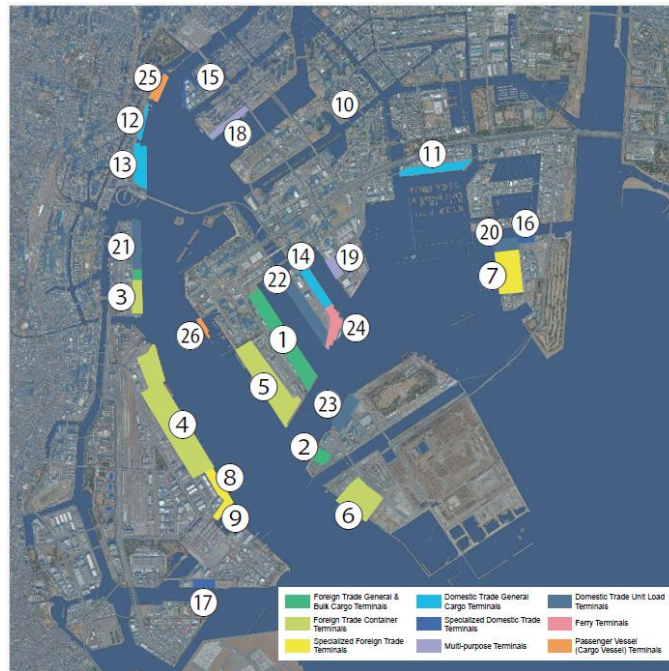 25
15
12
10
18
13
11
21
14
19
20
16
22
7
3
26
1
24
5
23
4
2
8
6
9
17
Foreign Trade General &
Bulk Cargo Terminals
Foreign Trade Container
Terminals
Specialized Foreign Trade
Terminals
Domestic Trade General
Cargo Terminals
Specialized Domestic Trade
Terminals
Multi-purpose Terminals
Domestic Trade Unit Load
Terminals
Ferry Terminals
Passenger Vessel
(Cargo Vessel) Terminals